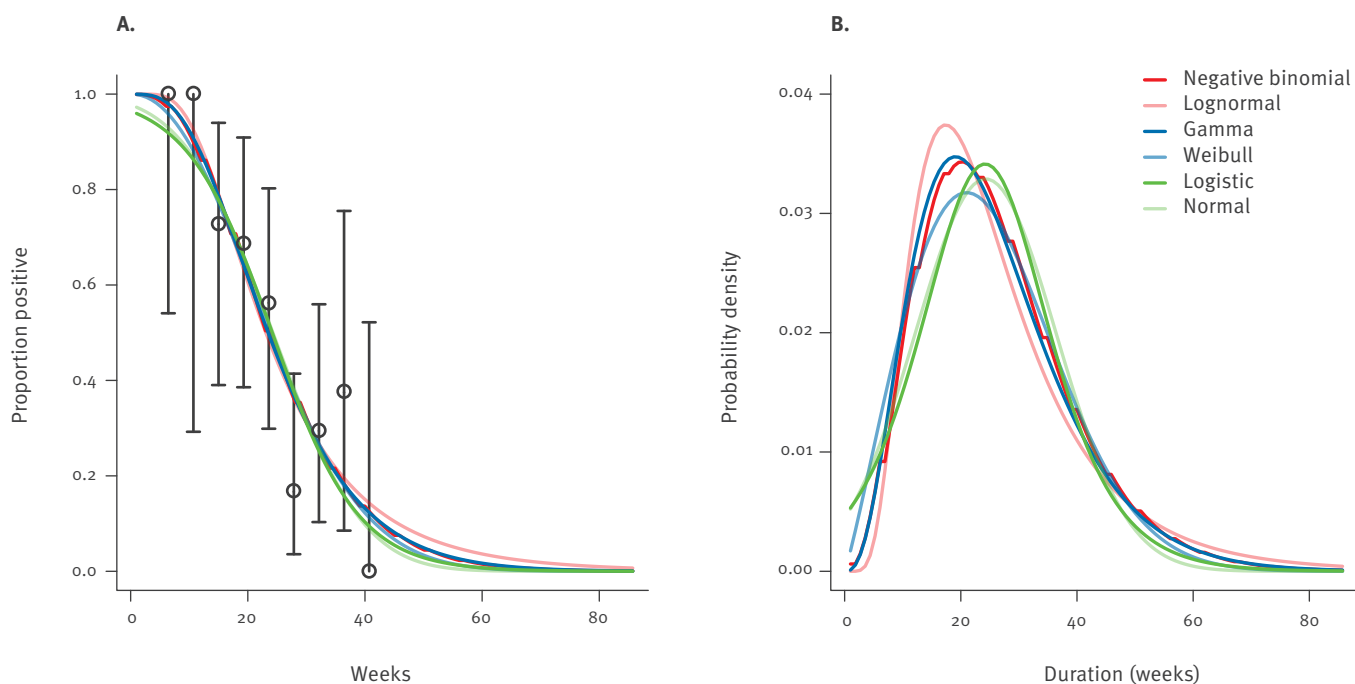 A.
1.0
0.8
0.6
0.4
0.2
0.0
Proportion positive
0
20
40
60
80
Weeks
B.
0.04
0.03
0.02
0.01
0.00
Probability density
0
20
40
60
80
Duration (weeks)
Negative binomial
Lognormal
Gamma
Weibull
Logistic
Normal